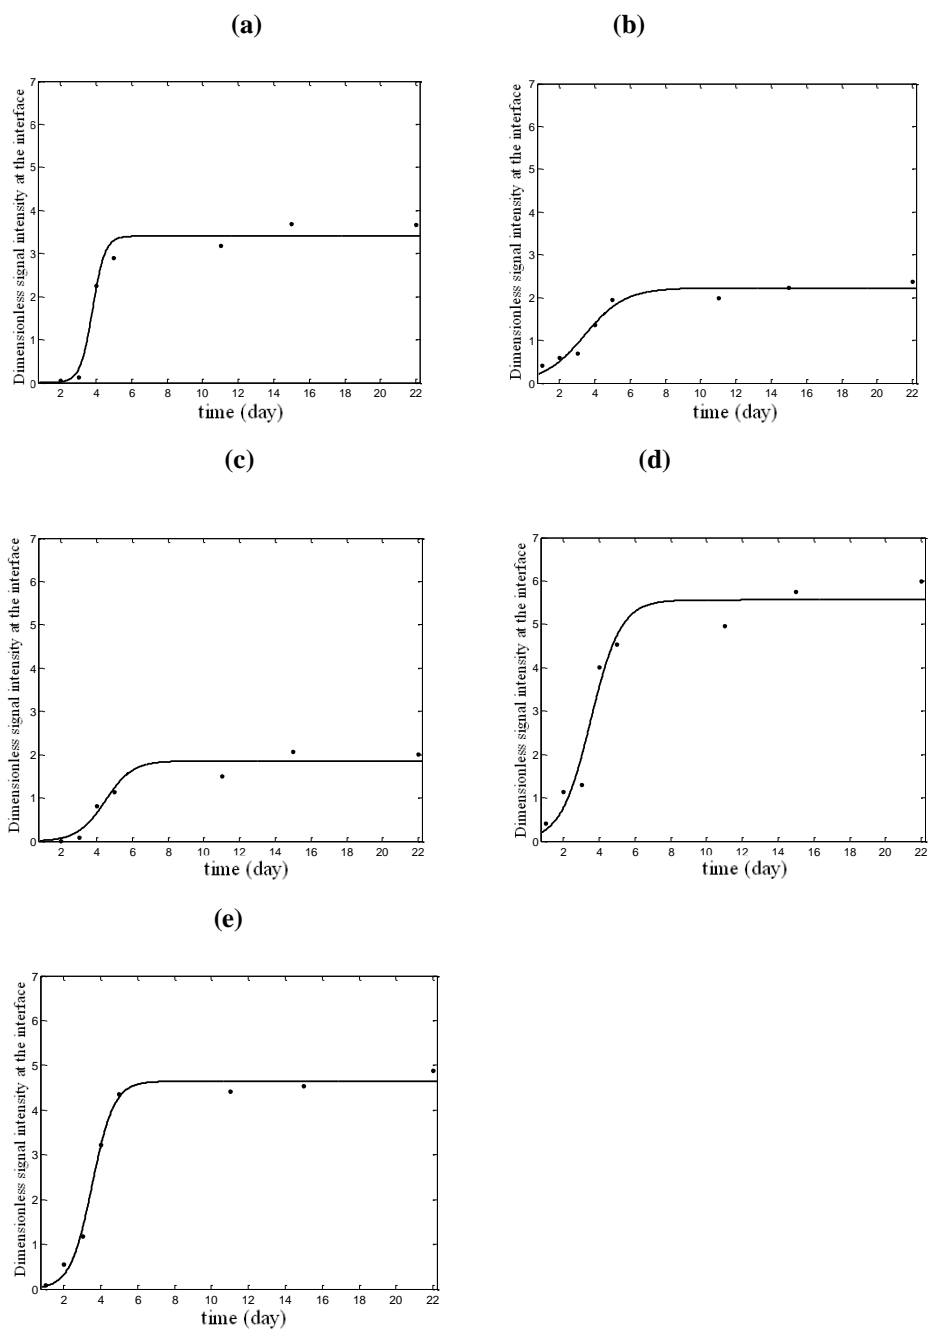 (a)
(b)
Dimensionless signal intensity at the interface
7
6
5
4
3
2
1
0
2 4 6 8 10 12 14 16 18 20 22
time (day)
Dimensionless signal intensity at the interface
7
6
5
4
3
2
1
0
2 4 6 8 10 12 14 16 18 20 22
time (day)
(c)
(d)
Dimensionless signal intensity at the interface
7
6
5
4
3
2
1
0
2 4 6 8 10 12 14 16 18 20 22
time (day)
Dimensionless signal intensity at the interface
7
6
5
4
3
2
1
0
2 4 6 8 10 12 14 16 18 20 22
time (day)
(e)
Dimensionless signal intensity at the interface
7
6
5
4
3
2
1
0
2 4 6 8 10 12 14 16 18 20 22
time (day)